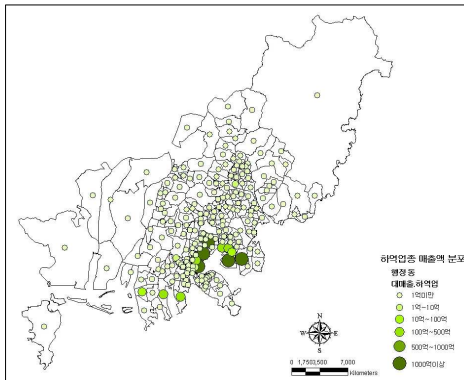 하역업종 매출액 분포
행정 동
대매출.하역업
1억미만
1억~10억
10억~100억
100억~500억
500억~1000억
1000억이상
N
W E
S
0 1,750 3,500 7,000
Kilometers